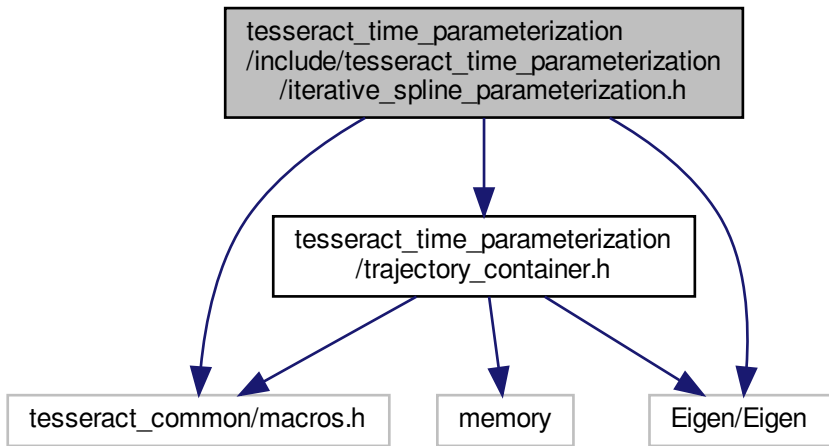 tesseract_time_parameterization
/include/tesseract_time_parameterization
/iterative_spline_parameterization.h
tesseract_time_parameterization
/trajectory_container.h
tesseract_common/macros.h
memory
Eigen/Eigen